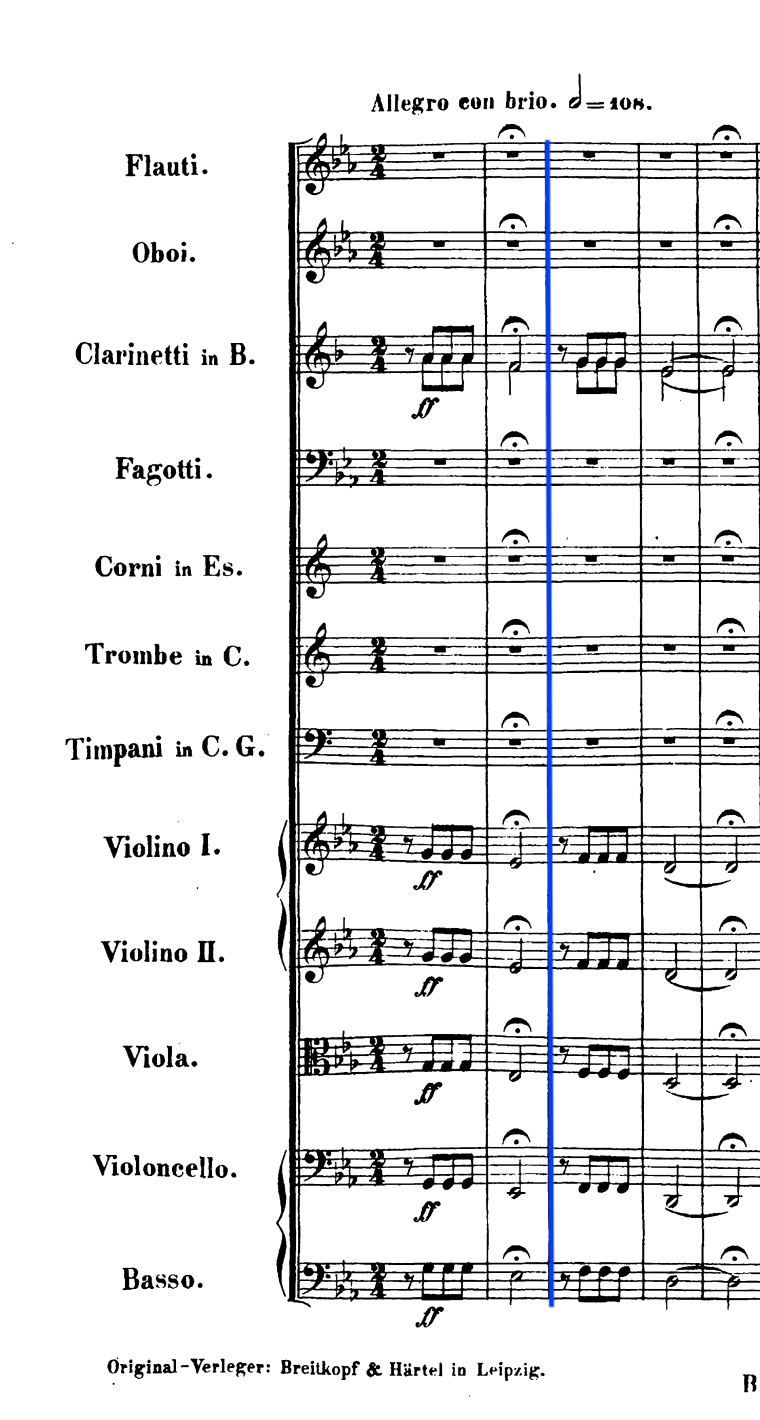 Allegro con brio. 𝅗𝅥=108.
Flauti.
Oboi.
Clarinetti in B.
ff
Fagotti.
Corni in Es.
Trombe in C.
Timpani in C. G.
Violino I.
ff
Violino II.
ff
Viola.
ff
Violoncello.
ff
Basso.
ff
Original-Verleger: Breitkopf & Härtel in Leipzig.
B